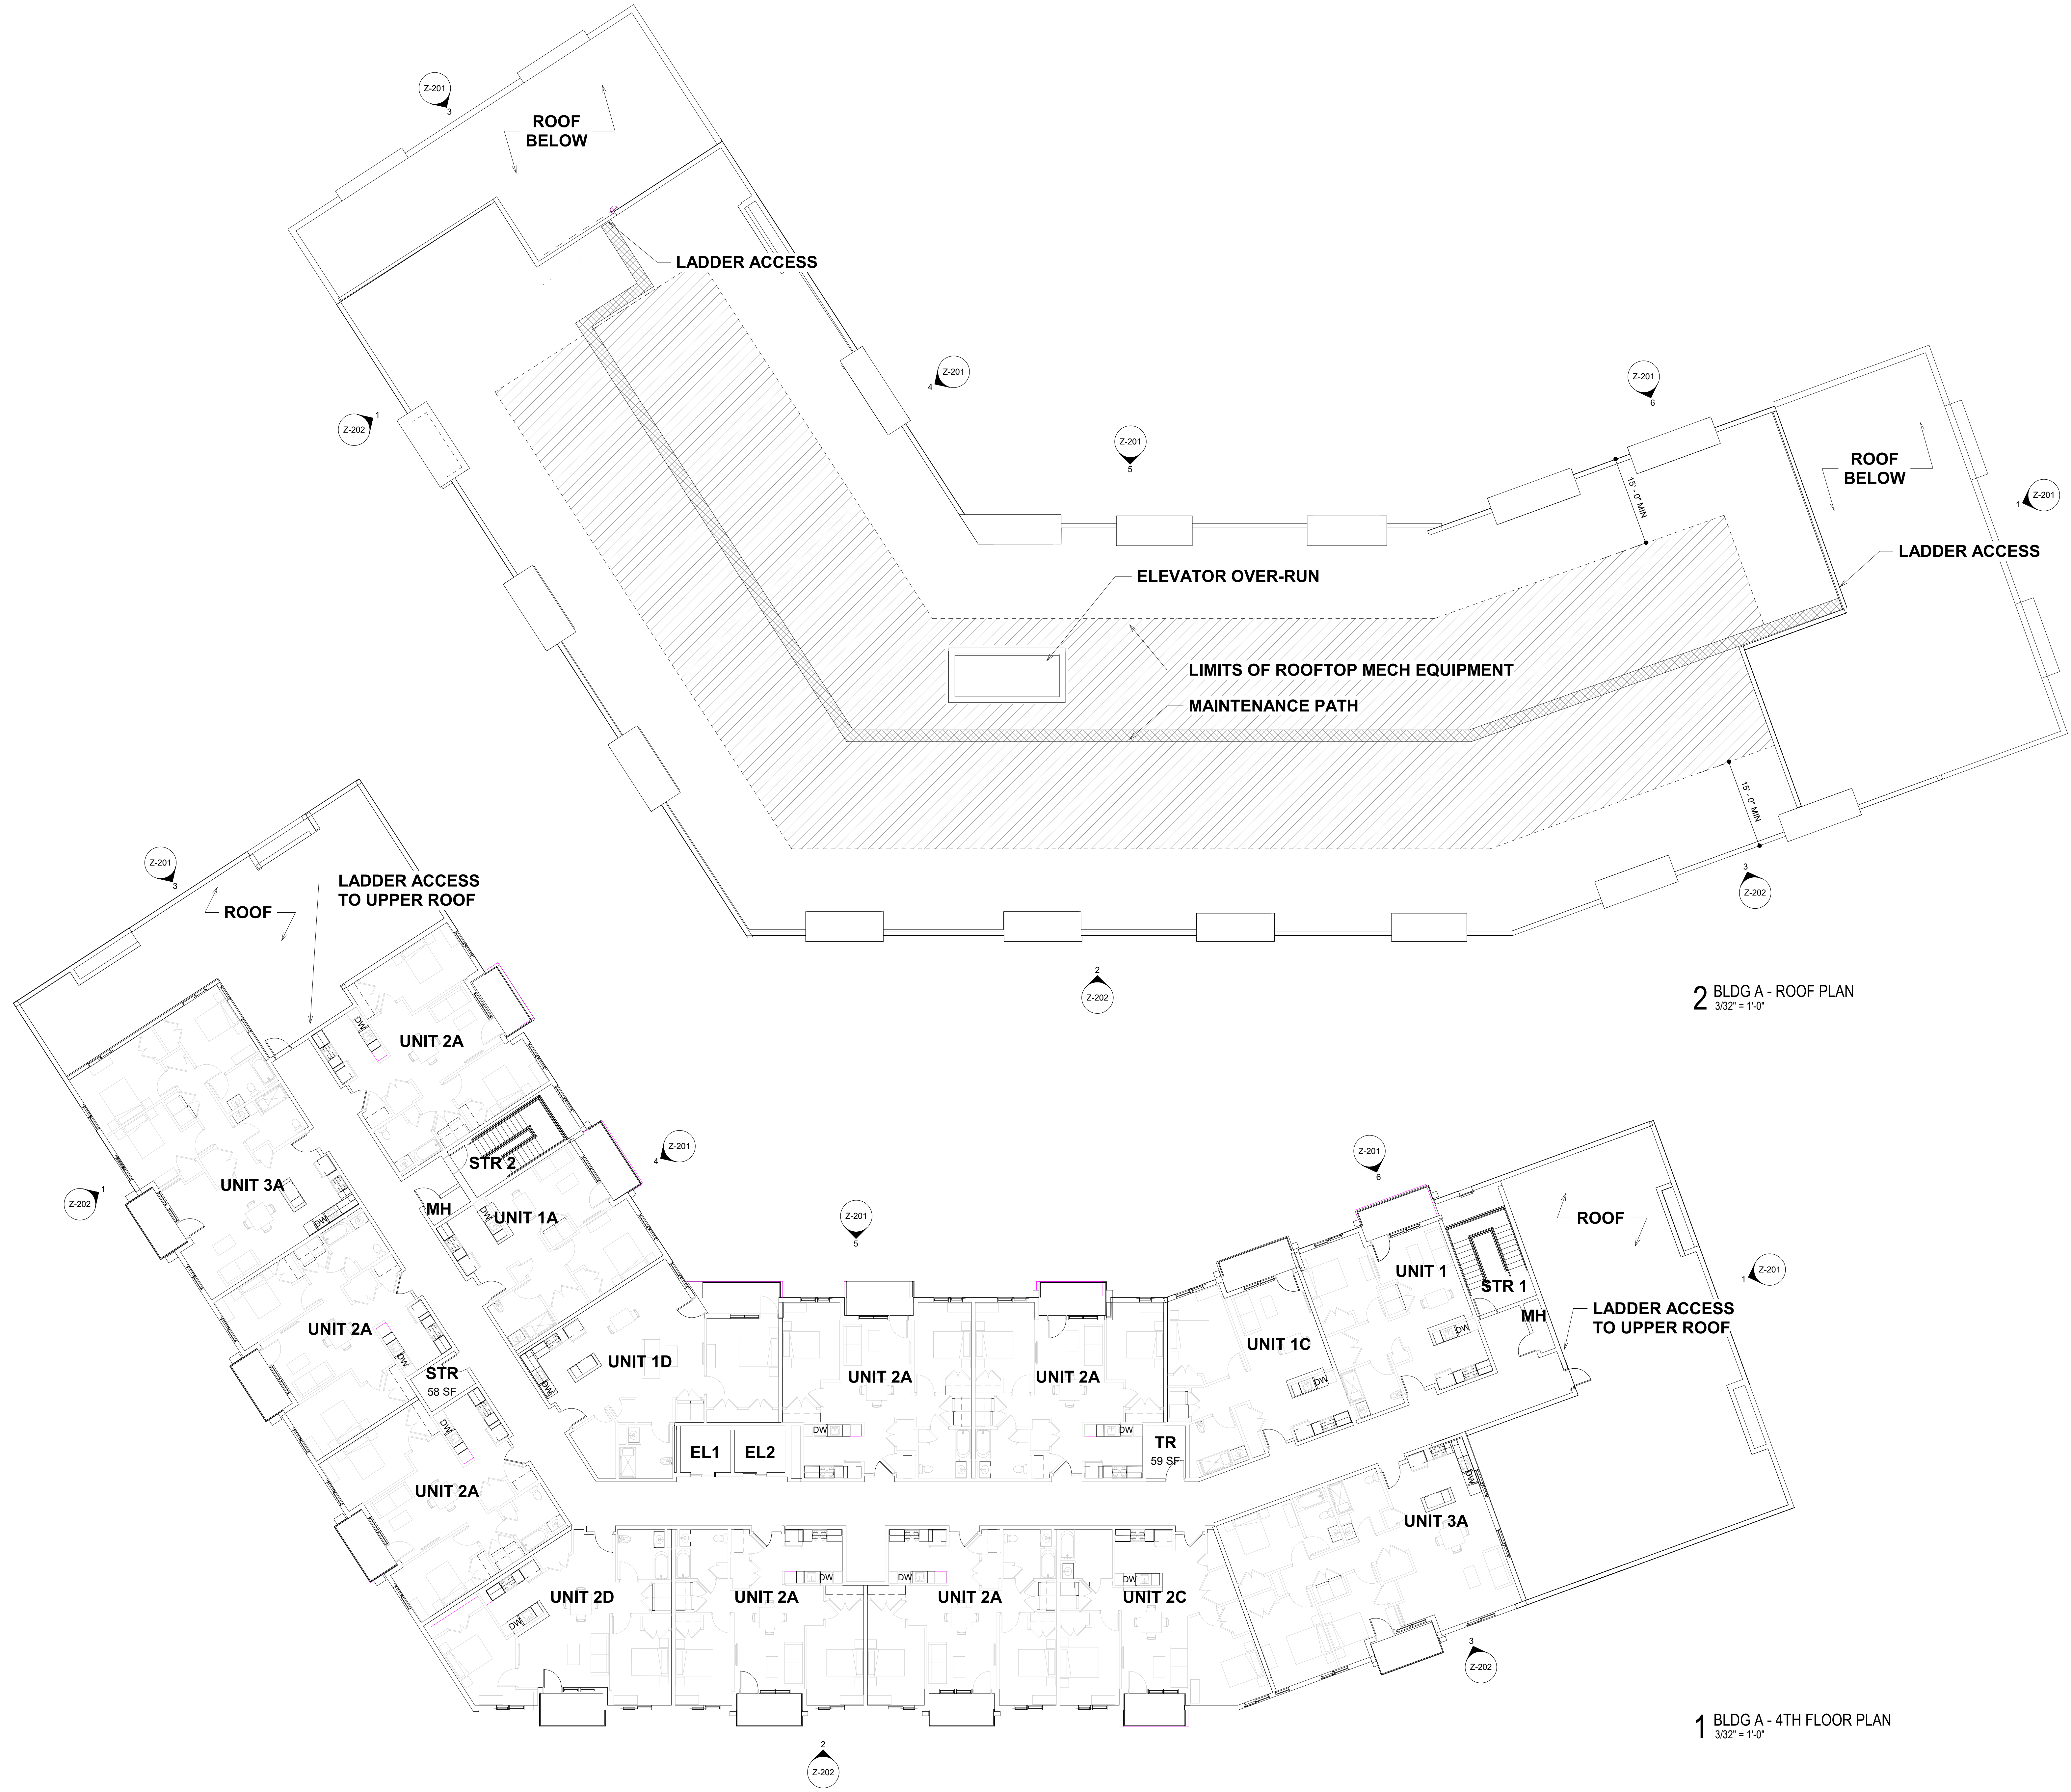 Z-201
3
ROOF
BELOW
LADDER ACCESS
Z-201
4
Z-202
1
Z-201
5
Z-201
6
15' - 0" MIN
ROOF
BELOW
Z-201
1
LADDER ACCESS
ELEVATOR OVER-RUN
LIMITS OF ROOFTOP MECH EQUIPMENT
MAINTENANCE PATH
15' - 0" MIN
3
Z-202
2
Z-202
2 BLDG A - ROOF PLAN
3/32" = 1'-0"
Z-201
3
ROOF
LADDER ACCESS
TO UPPER ROOF
DW
UNIT 2A
STR 2
Z-201
4
UNIT 3A
DW
Z-202
1
MH
DW
UNIT 1A
Z-201
5
Z-201
6
UNIT 1
DW
STR 1
MH
ROOF
Z-201
1
LADDER ACCESS
TO UPPER ROOF
UNIT 2A
DW
STR
58 SF
UNIT 1D
DW
UNIT 2A
DW
UNIT 2A
DW
UNIT 1C
DW
EL1
EL2
TR
59 SF
DW
UNIT 2A
DW
UNIT 3A
UNIT 2D
DW
UNIT 2A
DW
UNIT 2A
DW
UNIT 2C
DW
3
Z-202
2
Z-202
1 BLDG A - 4TH FLOOR PLAN
3/32" = 1'-0"